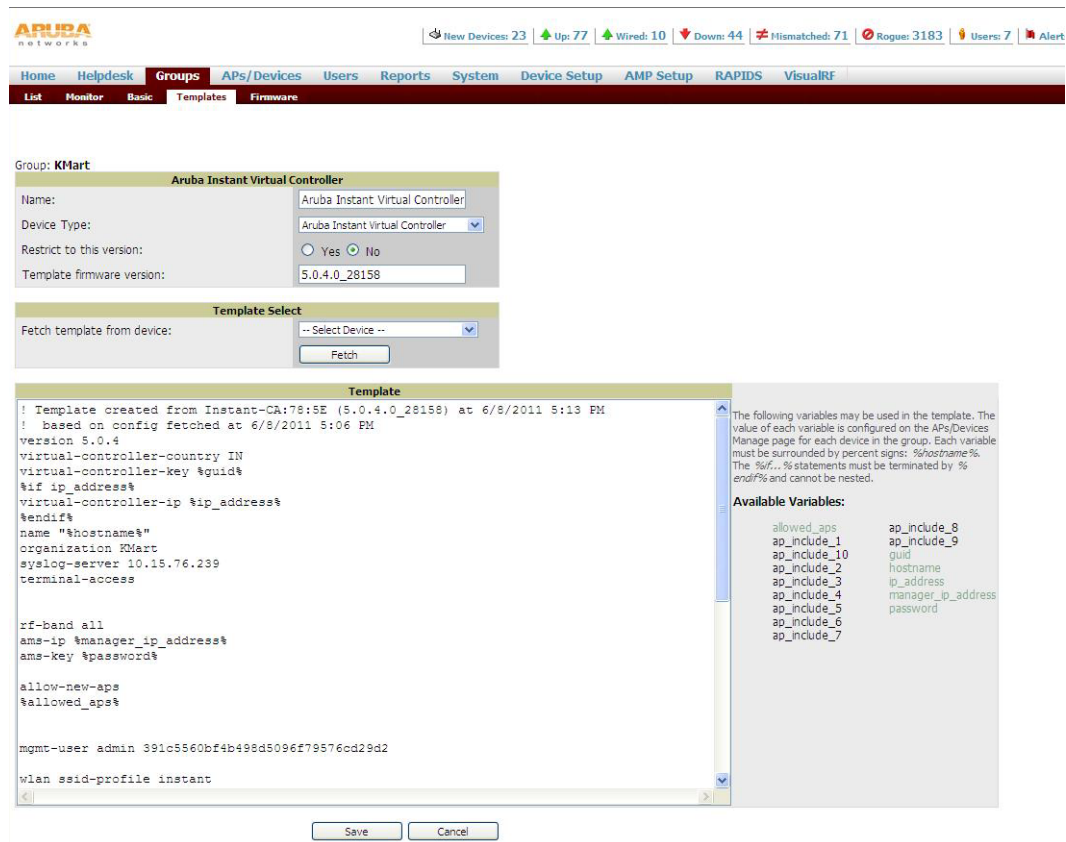 ARUBA
networks
New Devices: 23 Up: 77 Wired: 10 Down: 44 Mismatched: 71 Rogue: 3183 Users: 7 Alert
Home Helpdesk Groups APs/Devices Users Reports System Device Setup AMP Setup RAPIDS VisualRF
List Monitor Basic Templates Firmware
Group: KMart
Aruba Instant Virtual Controller
Name: Aruba Instant Virtual Controller
Device Type: Aruba Instant Virtual Controller
Restrict to this version: Yes No
Template firmware version: 5.0.4.0_28158
Template Select
Fetch template from device: -- Select Device --
Fetch
Template
! Template created from Instant-CA:78:5E (5.0.4.0_28158) at 6/8/2011 5:13 PM
! based on config fetched at 6/8/2011 5:06 PM
version 5.0.4
virtual-controller-country IN
virtual-controller-key %guid%
%if ip_address%
virtual-controller-ip %ip_address%
%endif%
name "%hostname%"
organization KMart
syslog-server 10.15.76.239
terminal-access
rf-band all
ams-ip %manager_ip_address%
ams-key %password%
allow-new-aps
%allowed_aps%
mgmt-user admin 391c5560bf4b498d5096f79576cd29d2
wlan ssid-profile instant
The following variables may be used in the template. The
value of each variable is configured on the APs/Devices
Manage page for each device in the group. Each variable
must be surrounded by percent signs: %hostname%.
The %if... % statements must be terminated by %
endif% and cannot be nested.
Available Variables:
allowed_aps ap_include_8
ap_include_1 ap_include_9
ap_include_10 guid
ap_include_2 hostname
ap_include_3 ip_address
ap_include_4 manager_ip_address
ap_include_5 password
ap_include_6
ap_include_7
Save Cancel